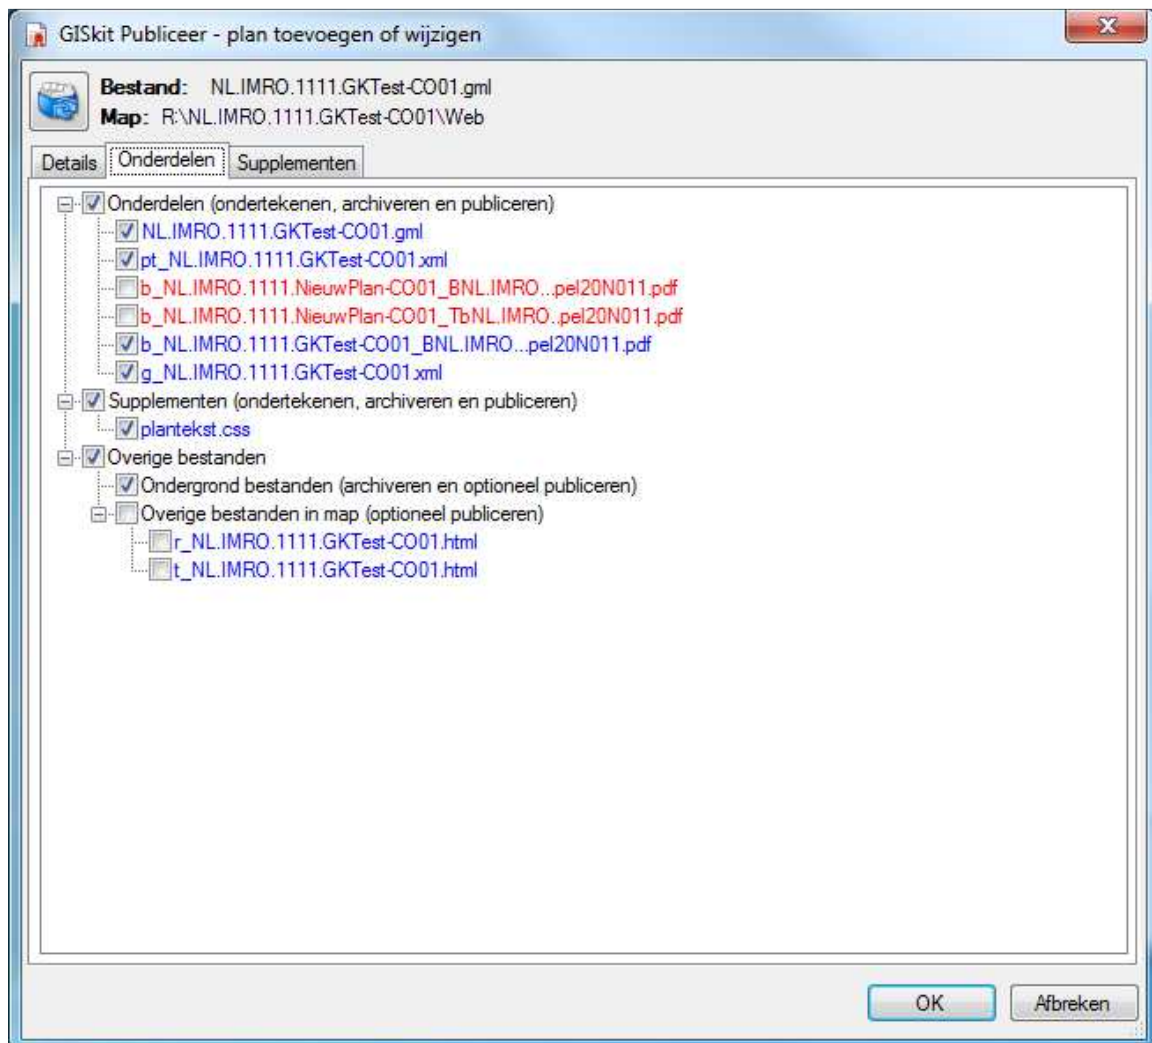 GISkit Publiceer - plan toevoegen of wijzigen
Bestand: NL.IMRO.1111.GKTest-CO01.gml
Map: R:\NL.IMRO.1111.GKTest-CO01\Web
Details Onderdelen Supplementen
Onderdelen (ondertekenen, archiveren en publiceren)
NL.IMRO.1111.GKTest-CO01.gml
pt_NL.IMRO.1111.GKTest-CO01.xml
b_NL.IMRO.1111.NieuwPlan-CO01_BNL.IMRO...pel20N011.pdf
b_NL.IMRO.1111.NieuwPlan-CO01_TbNL.IMRO..pel20N011.pdf
b_NL.IMRO.1111.GKTest-CO01_BNL.IMRO...pel20N011.pdf
g_NL.IMRO.1111.GKTest-CO01.xml
Supplementen (ondertekenen, archiveren en publiceren)
plantekst.css
Overige bestanden
Ondergrond bestanden (archiveren en optioneel publiceren)
Overige bestanden in map (optioneel publiceren)
r_NL.IMRO.1111.GKTest-CO01.html
t_NL.IMRO.1111.GKTest-CO01.html
OK Afbreken